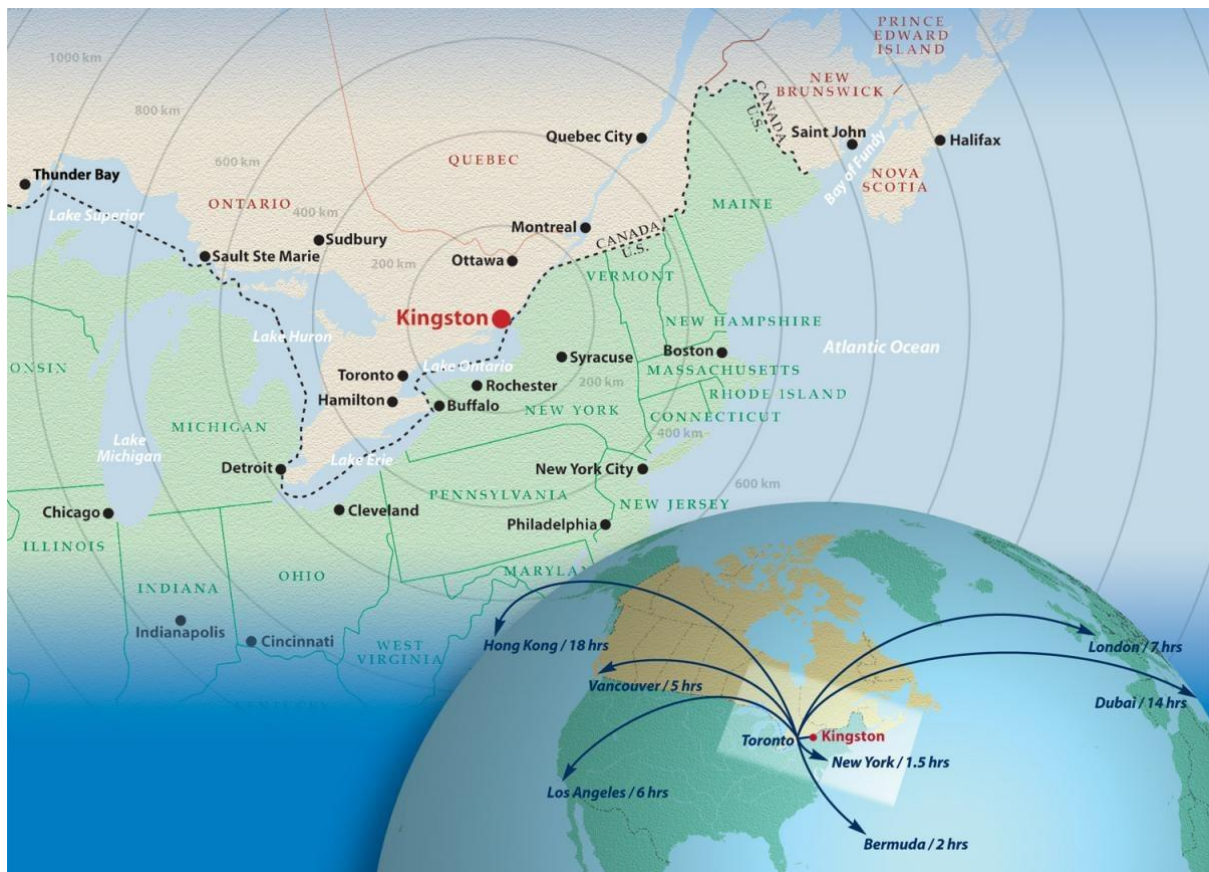 PRINCE
EDWARD
ISLAND
1000 km
NEW
BRUNSWICK
CANADA
U.S.
800 km
Quebec City
Saint John
Halifax
Bay of Fundy
600 km
QUEBEC
Thunder Bay
NOVA
SCOTIA
ONTARIO
MAINE
Lake Superior
400 km
Montreal
CANADA
U.S.
Sudbury
Sault Ste Marie
200 km
Ottawa
VERMONT
Kingston
NEW HAMPSHIRE
Lake Huron
Atlantic Ocean
Boston
Syracuse
Lake Ontario
ONSIN
MASSACHUSETTS
Toronto
200 km
Rochester
RHODE ISLAND
Hamilton
Buffalo
NEW YORK
CONNECTICUT
MICHIGAN
400 km
Lake
Michigan
Lake Erie
Detroit
New York City
600 km
PENNSYLVANIA
NEW JERSEY
Chicago
Cleveland
Philadelphia
ILLINOIS
OHIO
MARYLAN
INDIANA
Indianapolis
Cincinnati
WEST
VIRGINIA
KENTUCKY
Hong Kong / 18 hrs
London / 7 hrs
Vancouver / 5 hrs
Dubai / 14 hrs
Toronto
Kingston
New York / 1.5 hrs
Los Angeles / 6 hrs
Bermuda / 2 hrs